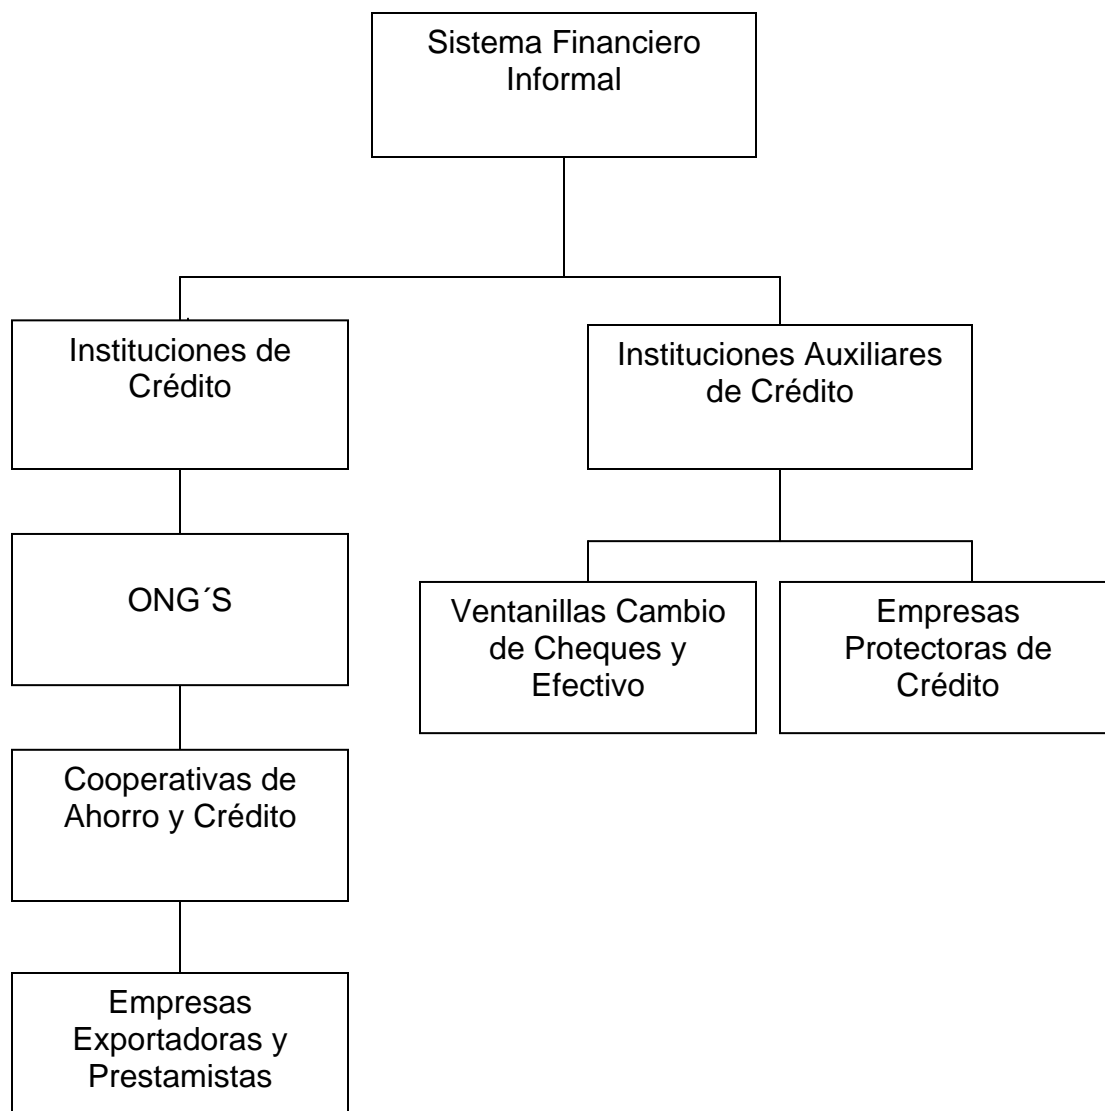 Sistema Financiero
Informal
Instituciones de
Crédito
Instituciones Auxiliares
de Crédito
ONG´S
Ventanillas Cambio
de Cheques y
Efectivo
Empresas
Protectoras de
Crédito
Cooperativas de
Ahorro y Crédito
Empresas
Exportadoras y
Prestamistas